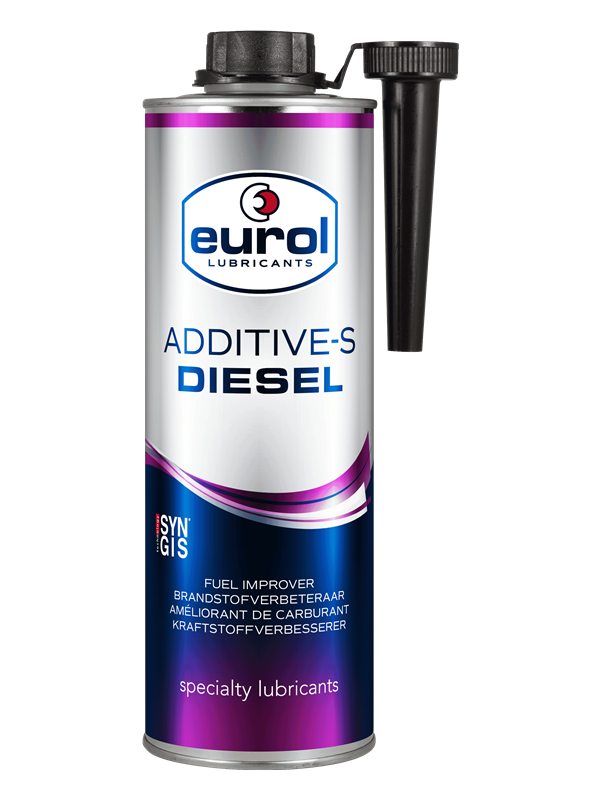 eurol
LUBRICANTS
ADDITIVE-S
DIESEL
SYN
GIS
FUEL IMPROVER
BRANDSTOFVERBETERAAR
AMÉLIORANT DE CARBURANT
KRAFTSTOFFVERBESSERER
specialty lubricants